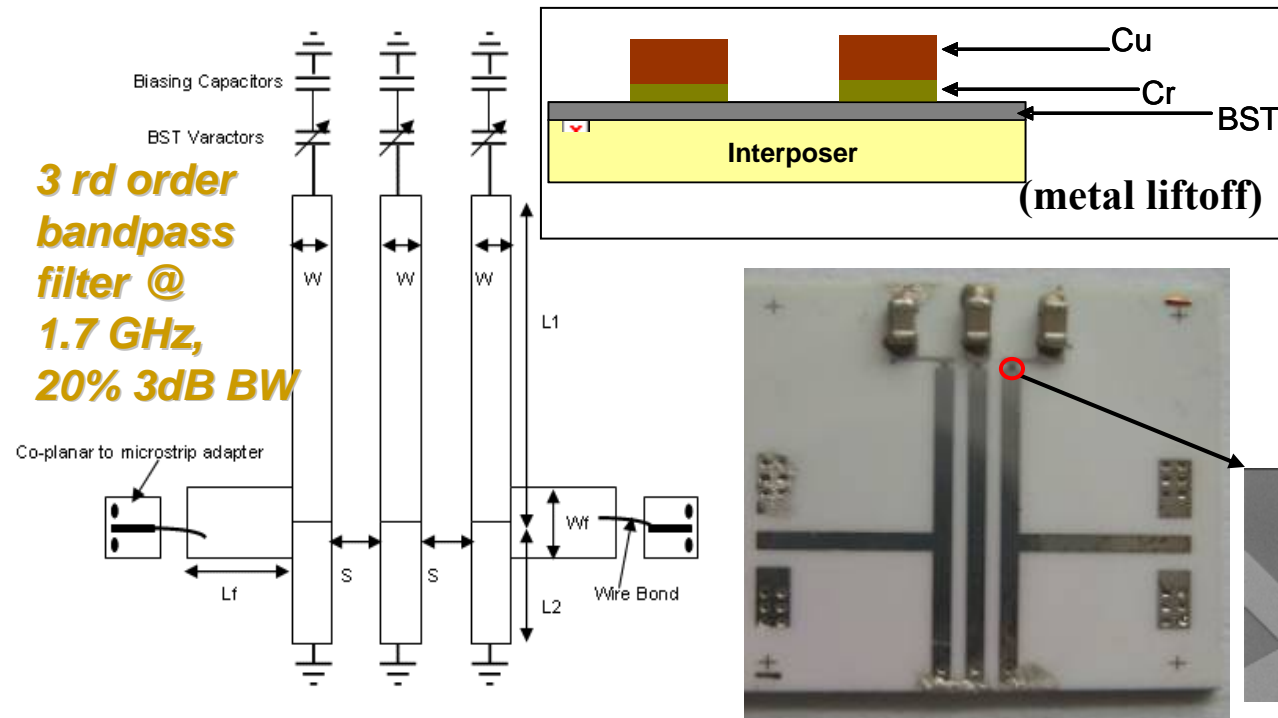 Biasing Capacitors
BST Varactors
3 rd order
bandpass
filter @
1.7 GHz,
20% 3dB BW
W
W
W
L1
Co-planar to microstrip adapter
Wf
S
S
Lf
L2
Wire Bond
Cu
Cr
BST
Interposer
(metal liftoff)